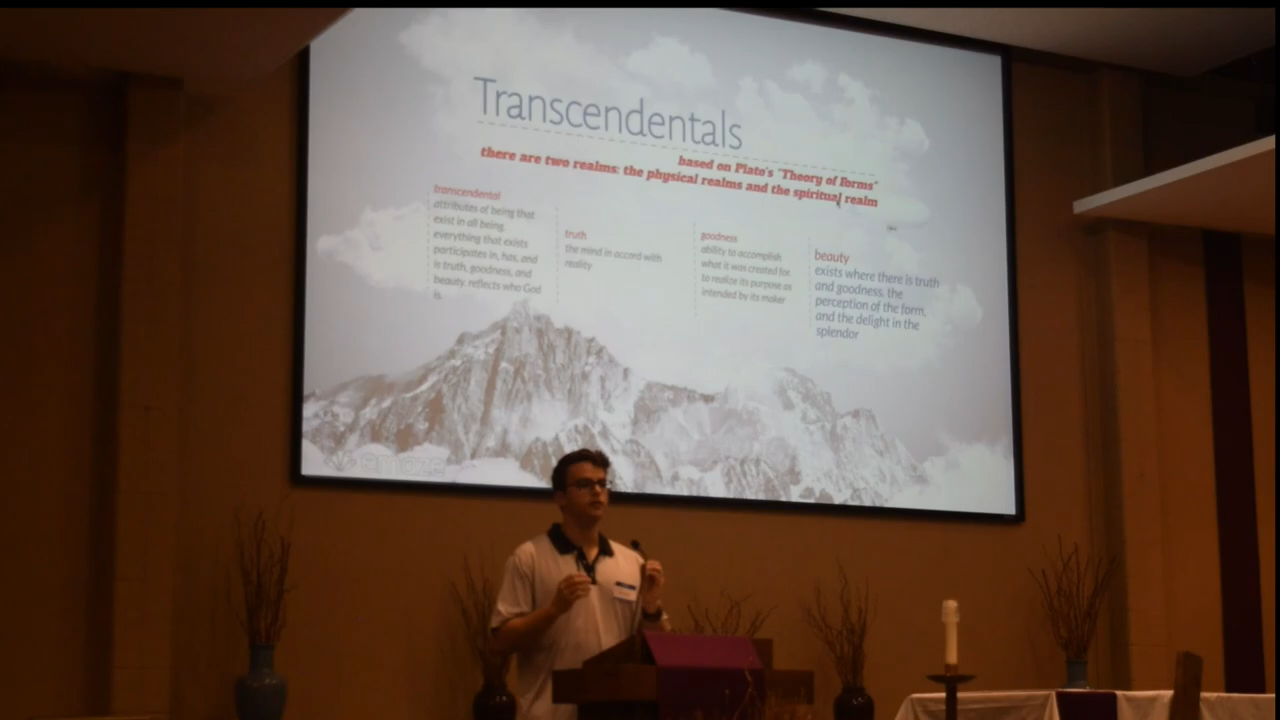 Transcendentals
based on Plato's "Theory of Forms"
there are two realms: the physical realms and the spiritual realm
transcendental
attributes of being that
exist in all being.
everything that exists
participates in, has, and
is truth, goodness, and
beauty. reflects who God
is.
truth
the mind in accord with
reality
goodness
ability to accomplish
what it was created for
to realize its purpose as
intended by its maker
beauty
exists where there is truth
and goodness. the
perception of the form,
and the delight in the
splendor